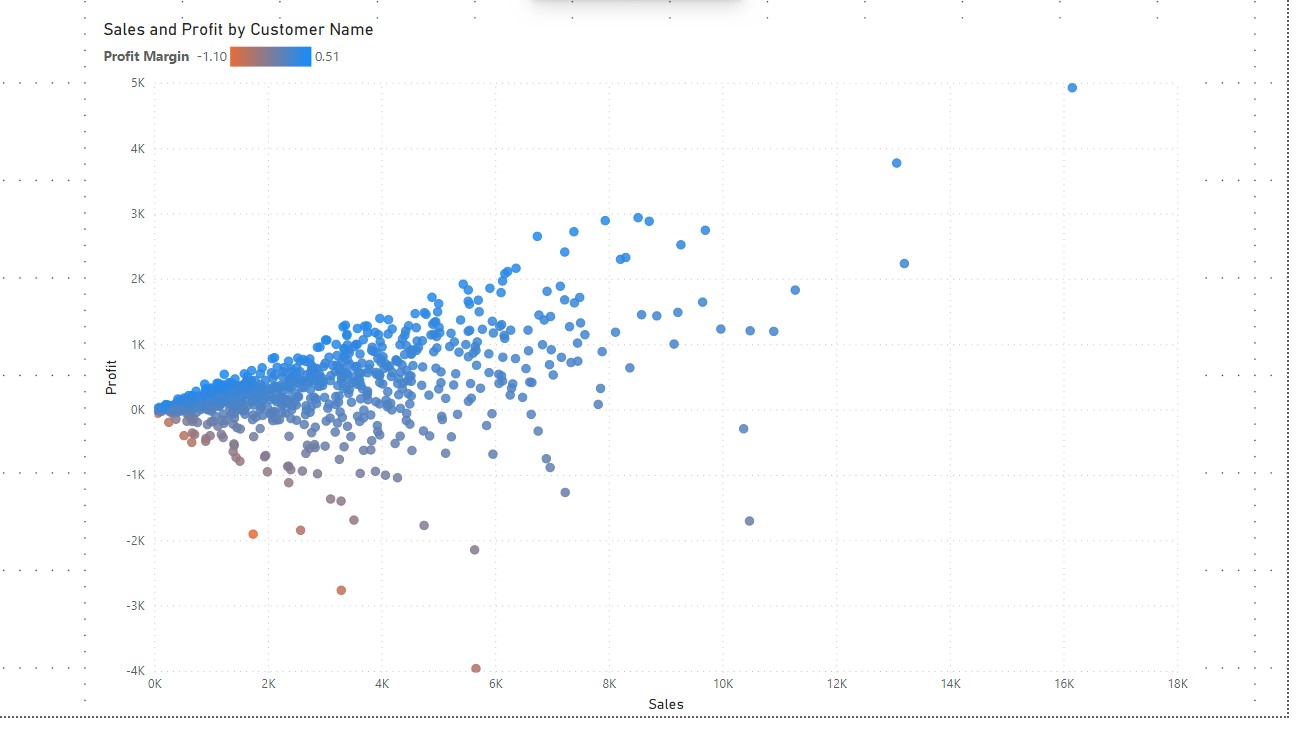 Sales and Profit by Customer Name
Profit Margin -1.10 0.51
5K
4K
3K
2K
1K
0K
-1K
-2K
-3K
-4K
Profit
0K 2K 4K 6K 8K 10K 12K 14K 16K 18K
Sales